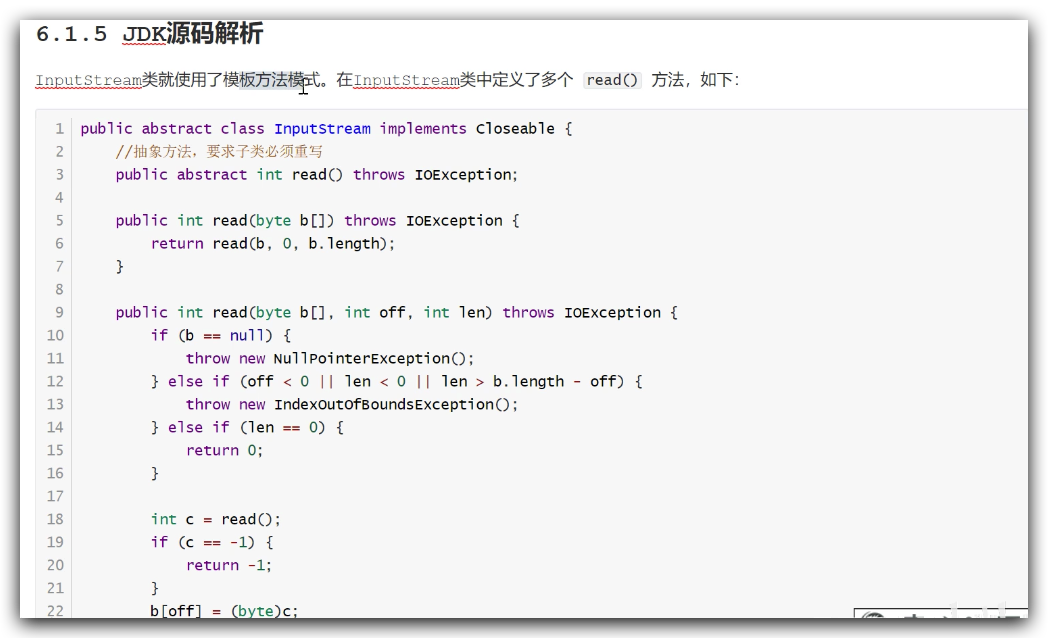 6.1.5 JDK源码解析
InputStream类就使用了模板方法模式。在InputStream类中定义了多个 read() 方法，如下：
1 public abstract class InputStream implements Closeable {
2 //抽象方法，要求子类必须重写
3 public abstract int read() throws IOException;
4
5 public int read(byte b[]) throws IOException {
6 return read(b, 0, b.length);
7 }
8
9 public int read(byte b[], int off, int len) throws IOException {
10 if (b == null) {
11 throw new NullPointerException();
12 } else if (off < 0 || len < 0 || len > b.length - off) {
13 throw new IndexOutOfBoundsException();
14 } else if (len == 0) {
15 return 0;
16 }
17
18 int c = read();
19 if (c == -1) {
20 return -1;
21 }
22 b[off] = (byte)c;